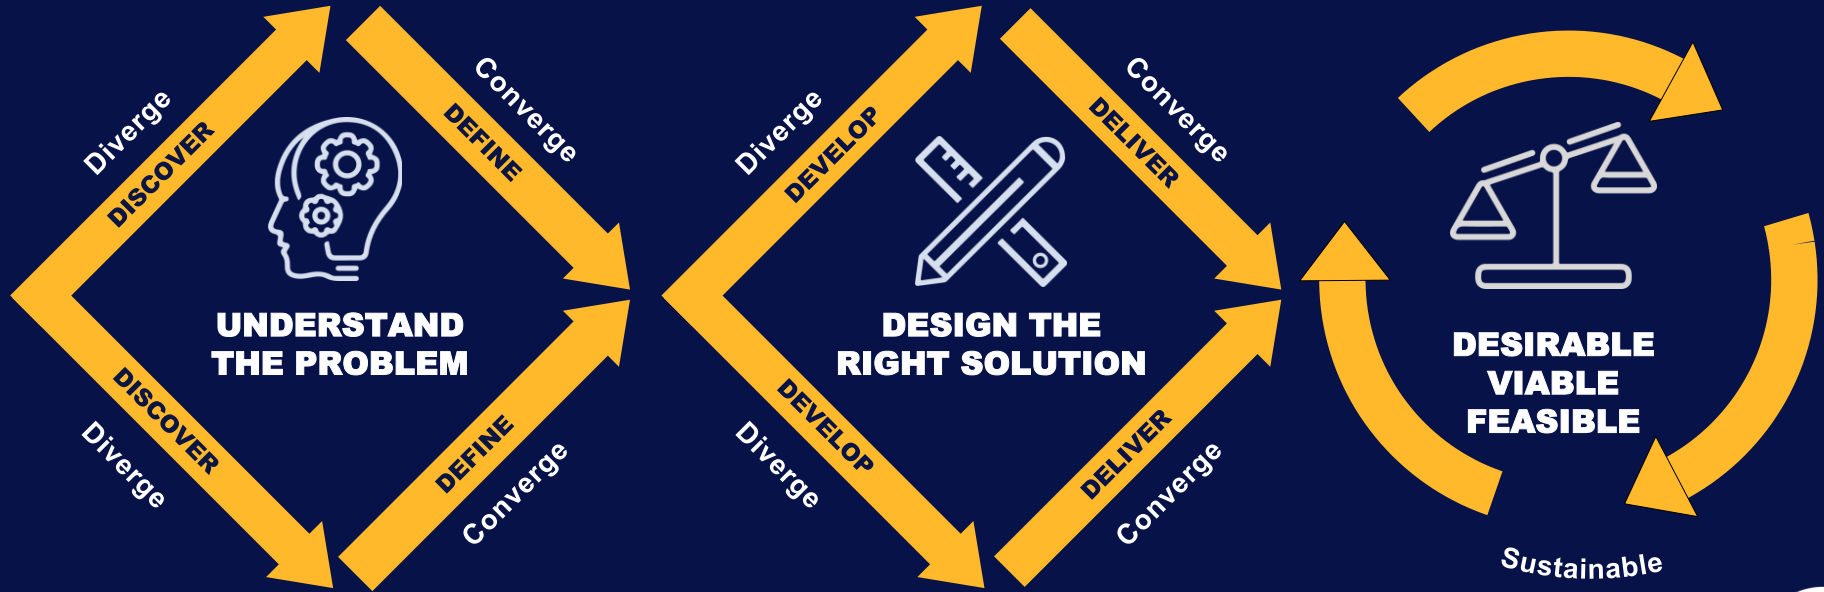 Diverge
DISCOVER
Converge
DEFINE
UNDERSTAND
THE PROBLEM
DISCOVER
Diverge
DEFINE
Converge
Diverge
DEVELOP
Converge
DELIVER
DESIGN THE
RIGHT SOLUTION
DEVELOP
Diverge
DELIVER
Converge
DESIRABLE
VIABLE
FEASIBLE
Sustainable